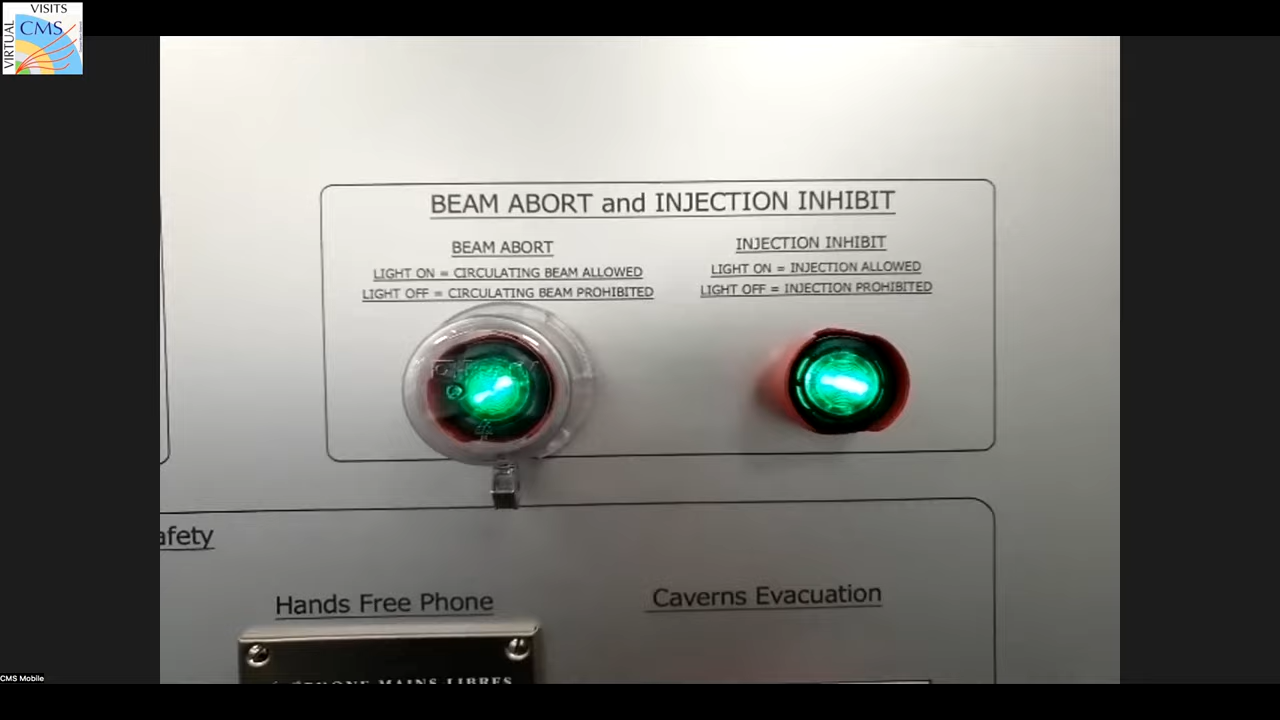 VISITS
VIRTUAL
CMS
BEAM ABORT and INJECTION INHIBIT
BEAM ABORT
LIGHT ON = CIRCULATING BEAM ALLOWED
LIGHT OFF = CIRCULATING BEAM PROHIBITED
INJECTION INHIBIT
LIGHT ON = INJECTION ALLOWED
LIGHT OFF = INJECTION PROHIBITED
afety
Hands Free Phone
Caverns Evacuation
MAINS LIBRES
CMS Mobile